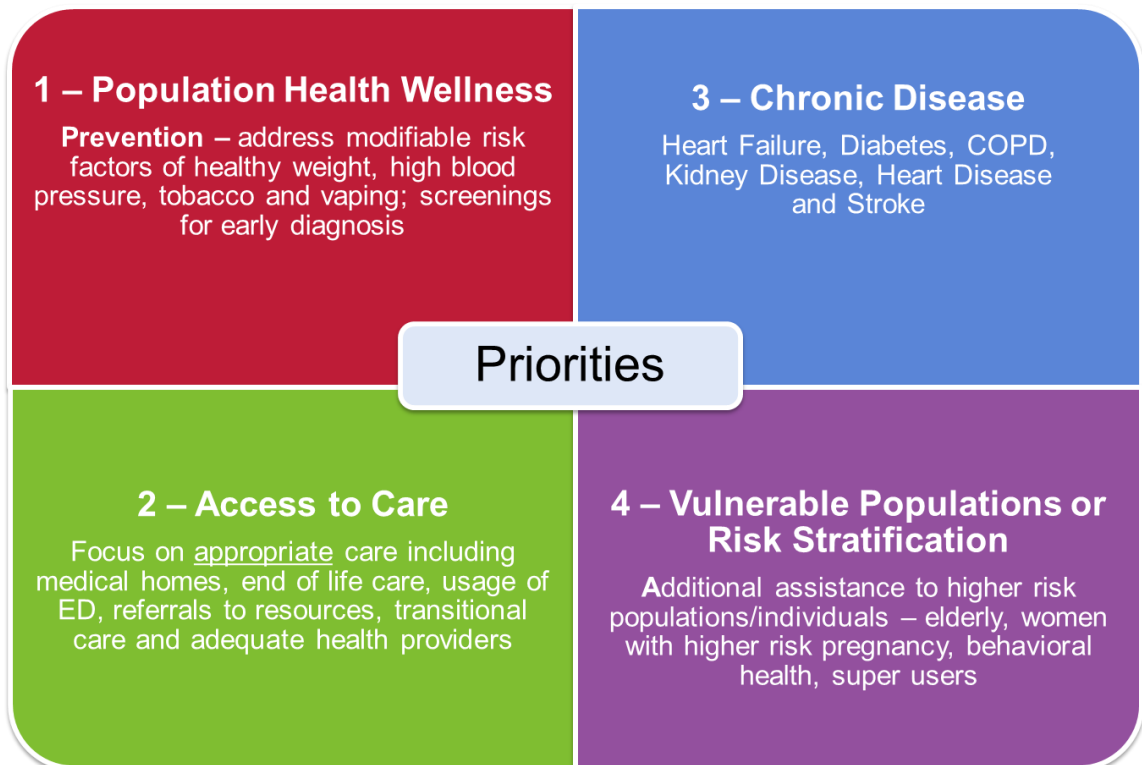 1 – Population Health Wellness
Prevention – address modifiable risk
factors of healthy weight, high blood
pressure, tobacco and vaping; screenings
for early diagnosis
3 – Chronic Disease
Heart Failure, Diabetes, COPD,
Kidney Disease, Heart Disease
and Stroke
Priorities
2 – Access to Care
Focus on appropriate care including
medical homes, end of life care, usage of
ED, referrals to resources, transitional
care and adequate health providers
4 – Vulnerable Populations or
Risk Stratification
Additional assistance to higher risk
populations/individuals – elderly, women
with higher risk pregnancy, behavioral
health, super users